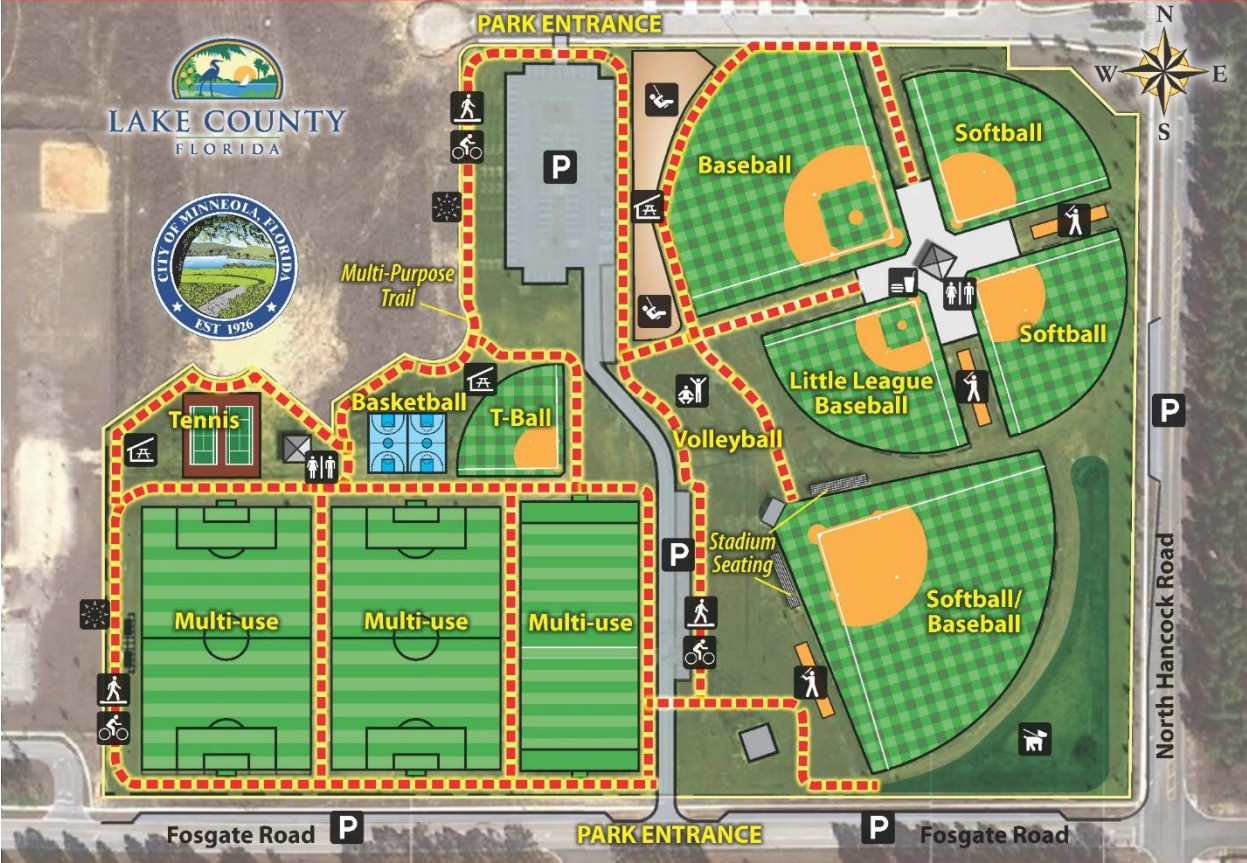 PARK ENTRANCE
N
W
E
S
LAKE COUNTY
FLORIDA
CITY OF MINNEOLA, FLORIDA
EST 1926
P
Baseball
Softball
Multi-Purpose
Trail
Softball
Little League
Baseball
Tennis
Basketball
T-Ball
Volleyball
P
Stadium
Seating
P
Multi-use
Multi-use
Multi-use
Softball/
Baseball
North Hancock Road
Fosgate Road
P
PARK ENTRANCE
P
Fosgate Road